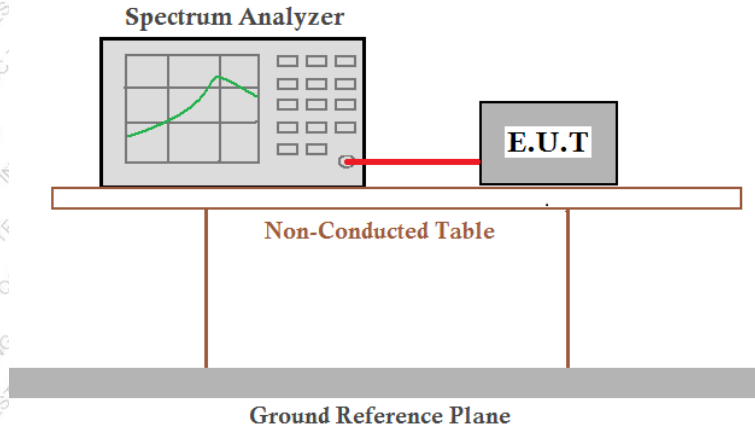 Spectrum Analyzer
E.U.T
Non-Conducted Table
Ground Reference Plane